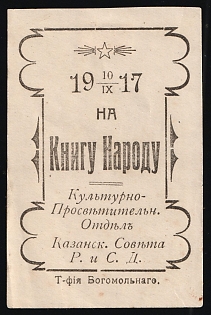 19 10/IX 17
НА
Книгу Народу
Культурно-
Просвѣтительн.
Отдѣлъ
Казанск. Совѣта
Р. и С. Д.
Т-фія Богомольнаго.